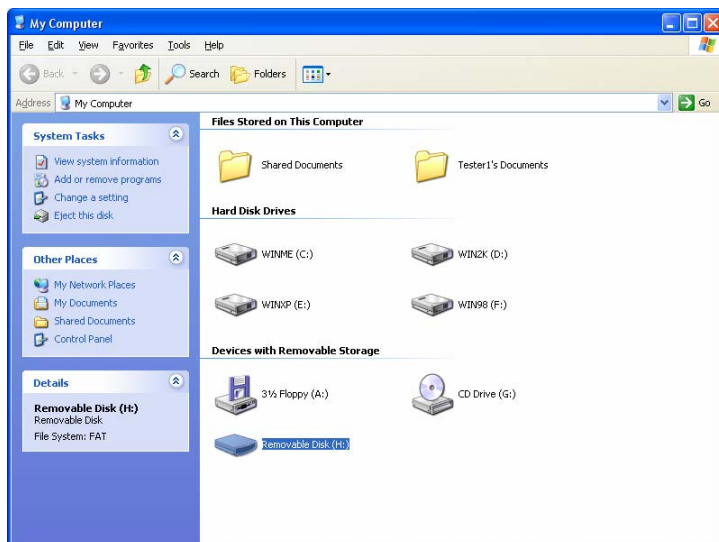 My Computer
File Edit View Favorites Tools Help
Back Search Folders
Address My Computer Go
System Tasks
View system information
Add or remove programs
Change a setting
Eject this disk
Other Places
My Network Places
My Documents
Shared Documents
Control Panel
Details
Removable Disk (H:)
Removable Disk
File System: FAT
Files Stored on This Computer
Shared Documents Tester1's Documents
Hard Disk Drives
WINME (C:) WIN2K (D:)
WINXP (E:) WIN98 (F:)
Devices with Removable Storage
3½ Floppy (A:) CD Drive (G:)
Removable Disk (H:)